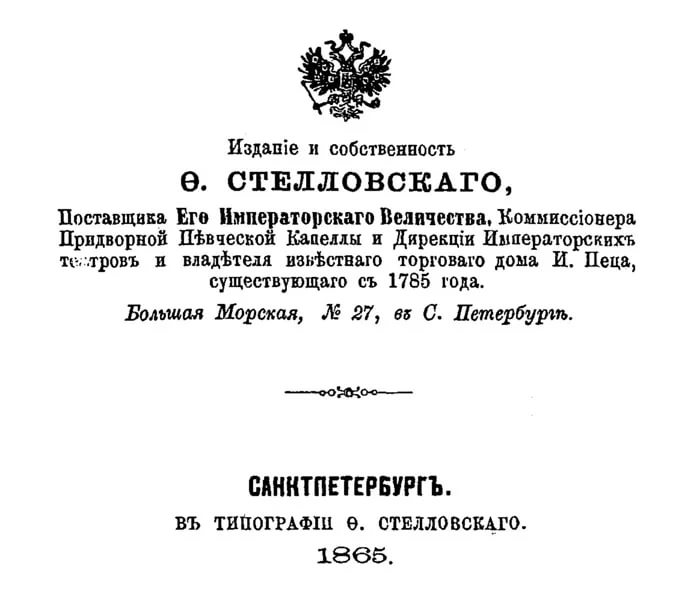 Изданіе и собственность
Ѳ. СТЕЛЛОВСКАГО,
Поставщика Его Императорскаго Величества, Коммиссіонера
Придворной Пѣвческой Капеллы и Дирекціи Императорскихъ
театровъ и владѣтеля извѣстнаго торговаго дома И. Пеца,
существующаго съ 1785 года.
Большая Морская, № 27, въ С. Петербургѣ.
САНКТПЕТЕРБУРГЪ.
ВЪ ТИПОГРАФІИ Ѳ. СТЕЛЛОВСКАГО.
1865.